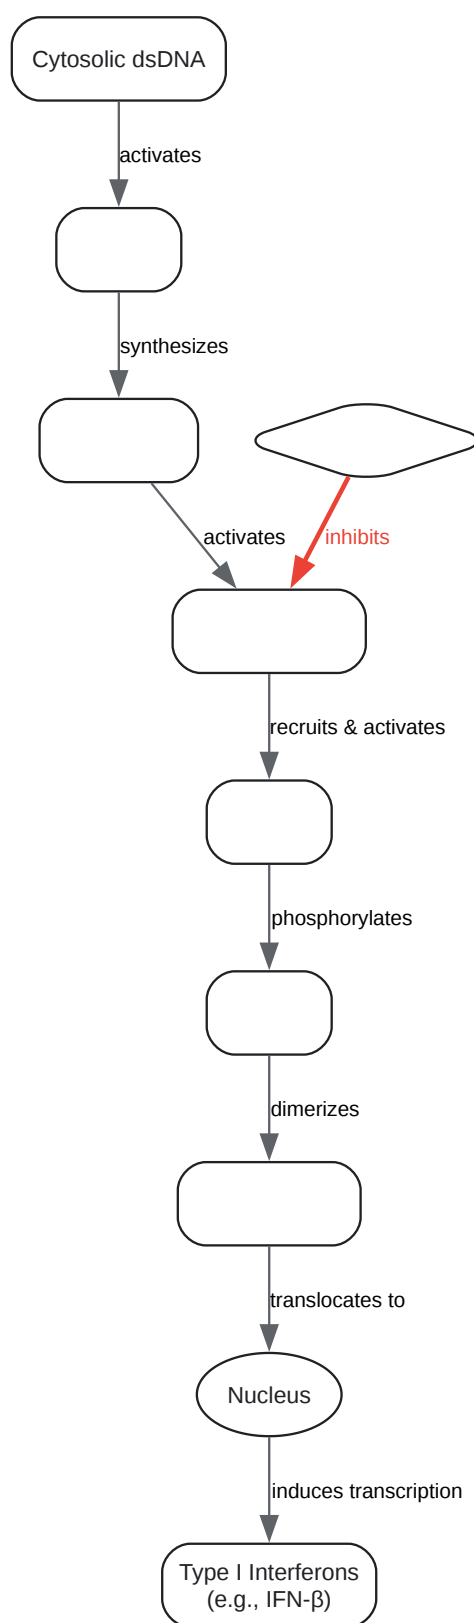 Cytosolic dsDNA
activates
synthesizes
activates
inhibits
recruits & activates
phosphorylates
dimerizes
translocates to
Nucleus
induces transcription
Type I Interferons
(e.g., IFN-β)